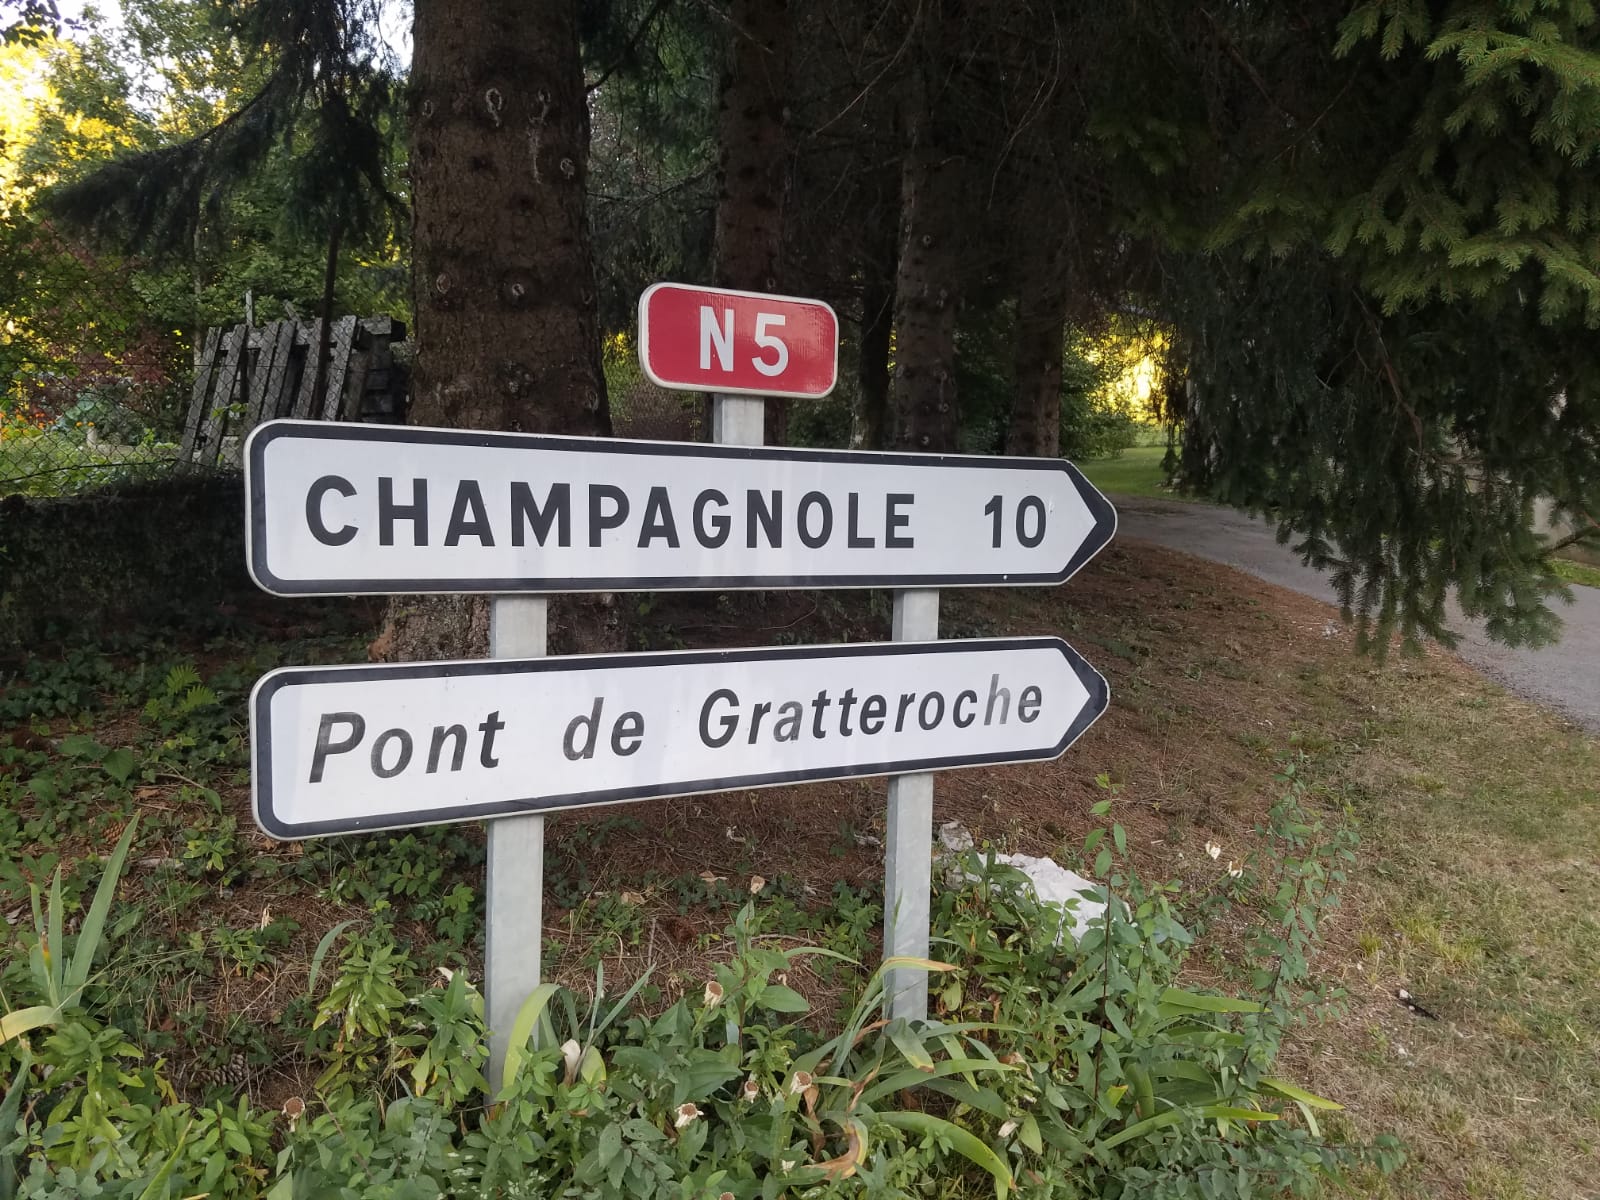 N5
CHAMPAGNOLE 10
Pont de Gratteroche